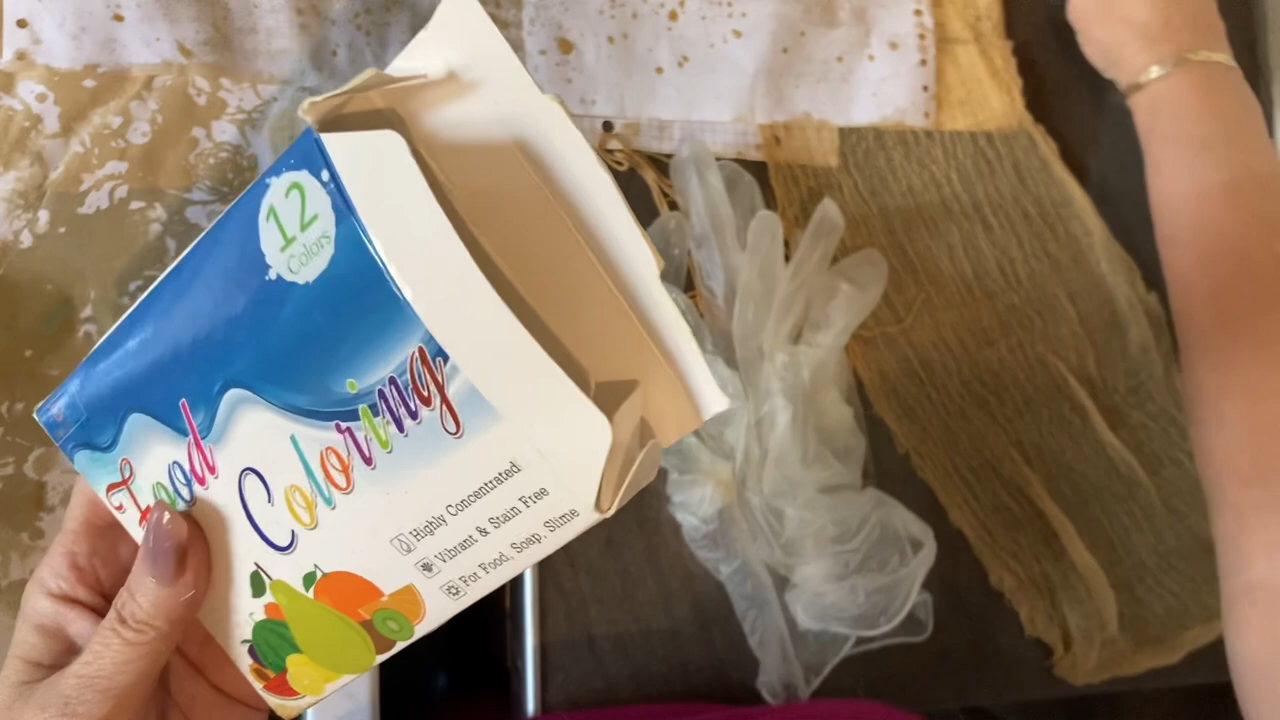 12
Colors
Food
Coloring
Highly Concentrated
Vibrant & Stain Free
For Food, Soap, Slime